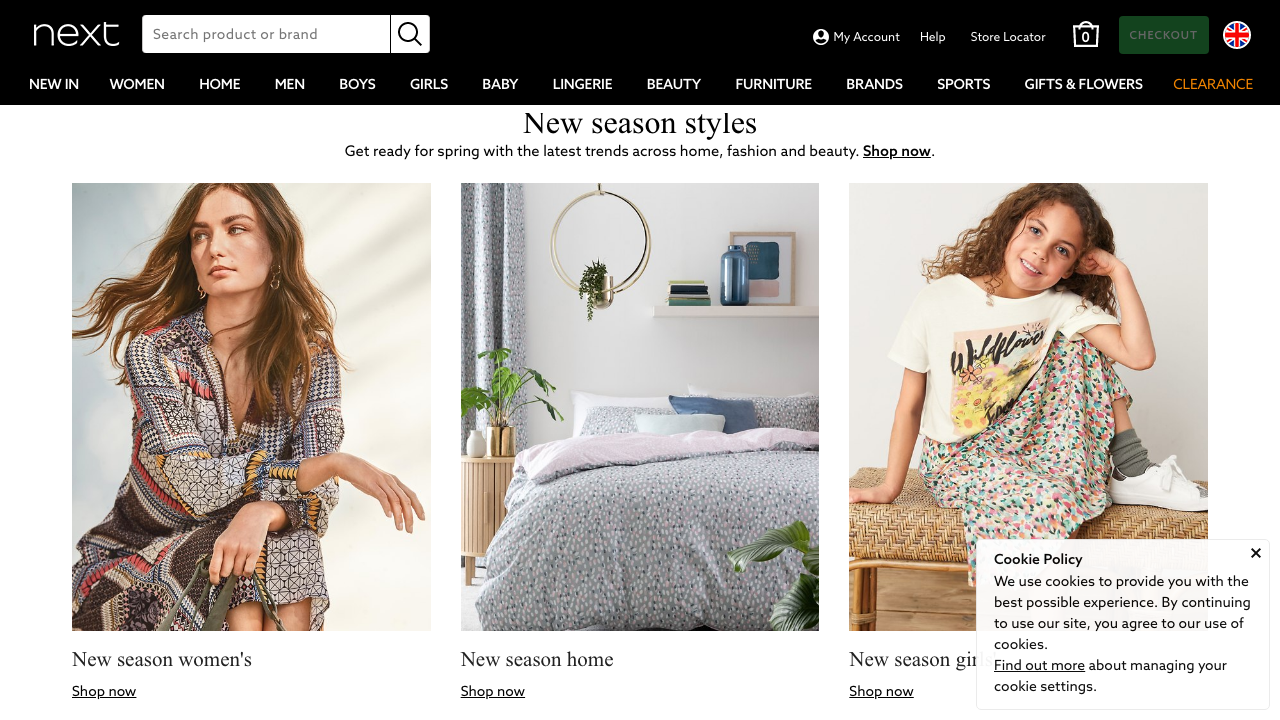 next
Search product or brand
My Account
Help
Store Locator
0
CHECKOUT
NEW IN
WOMEN
HOME
MEN
BOYS
GIRLS
BABY
LINGERIE
BEAUTY
FURNITURE
BRANDS
SPORTS
GIFTS & FLOWERS
CLEARANCE
New season styles
Get ready for spring with the latest trends across home, fashion and beauty. Shop now.
Wildflower
New season women's
Shop now
New season home
Shop now
New season girls
Shop now
Cookie Policy
We use cookies to provide you with the
best possible experience. By continuing
to use our site, you agree to our use of
cookies.
Find out more about managing your
cookie settings.